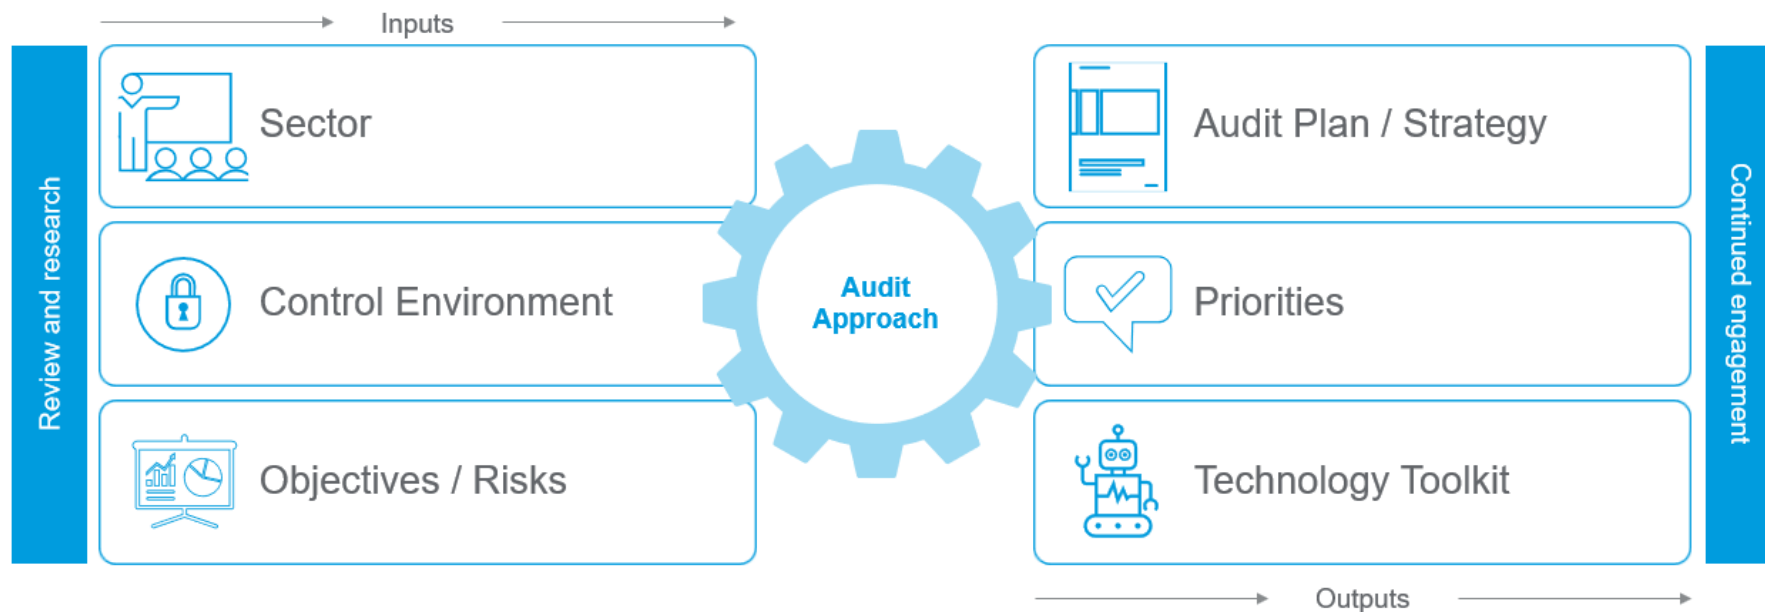 Inputs
Review and research
Sector
Control Environment
Objectives / Risks
Audit
Approach
Audit Plan / Strategy
Priorities
Technology Toolkit
Continued engagement
Outputs